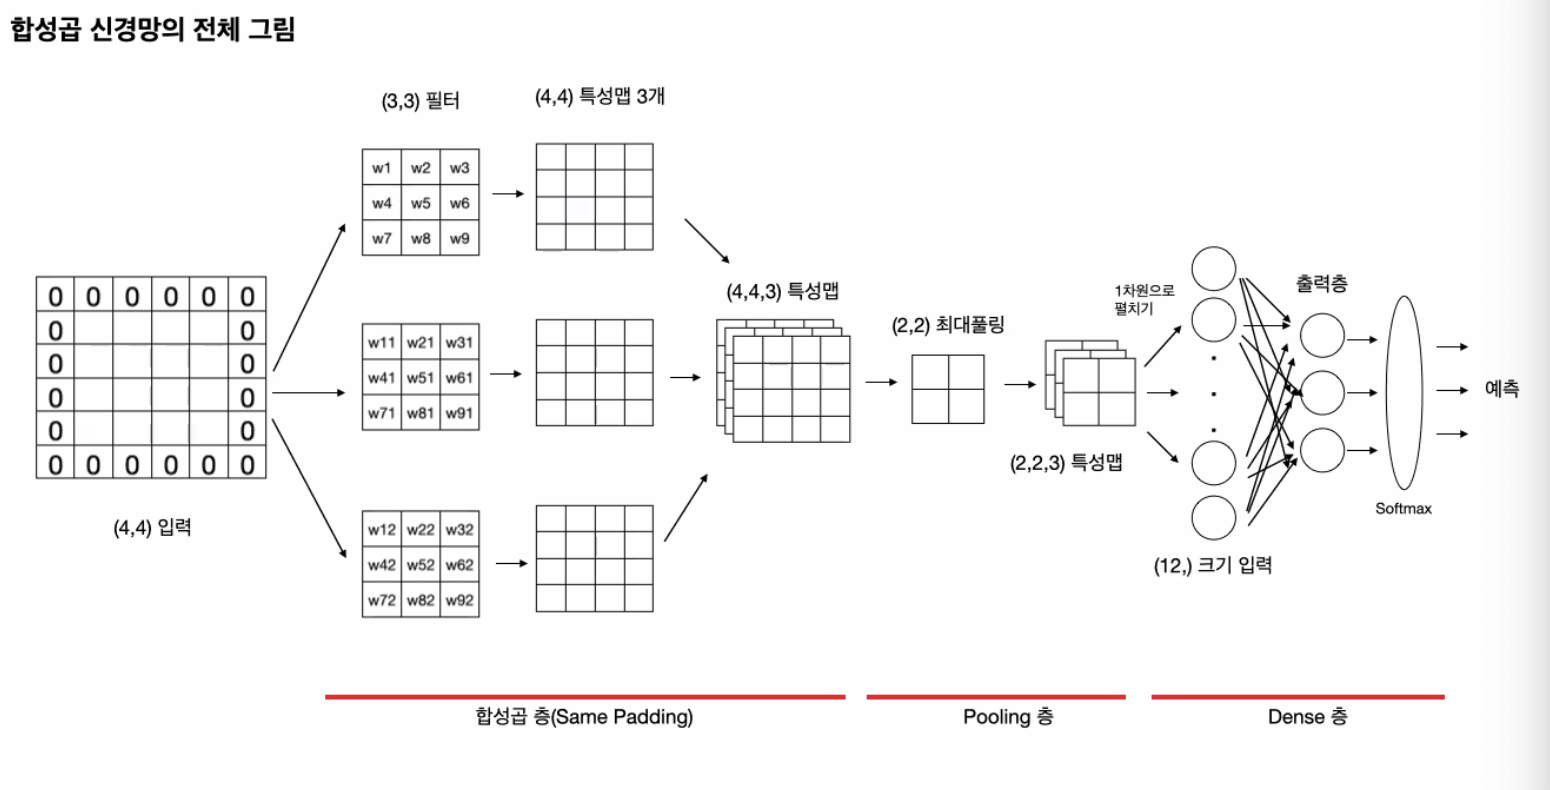 합성곱 신경망의 전체 그림
(3,3) 필터
(4,4) 특성맵 3개
w1 w2 w3
w4 w5 w6
w7 w8 w9
0 0 0 0 0 0
0 0
0 0
0 0
0 0
0 0 0 0 0 0
(4,4) 입력
w11 w21 w31
w41 w51 w61
w71 w81 w91
w12 w22 w32
w42 w52 w62
w72 w82 w92
(4,4,3) 특성맵
(2,2) 최대풀링
(2,2,3) 특성맵
1차원으로
펼치기
(12,) 크기 입력
출력층
Softmax
예측
합성곱 층(Same Padding)
Pooling 층
Dense 층